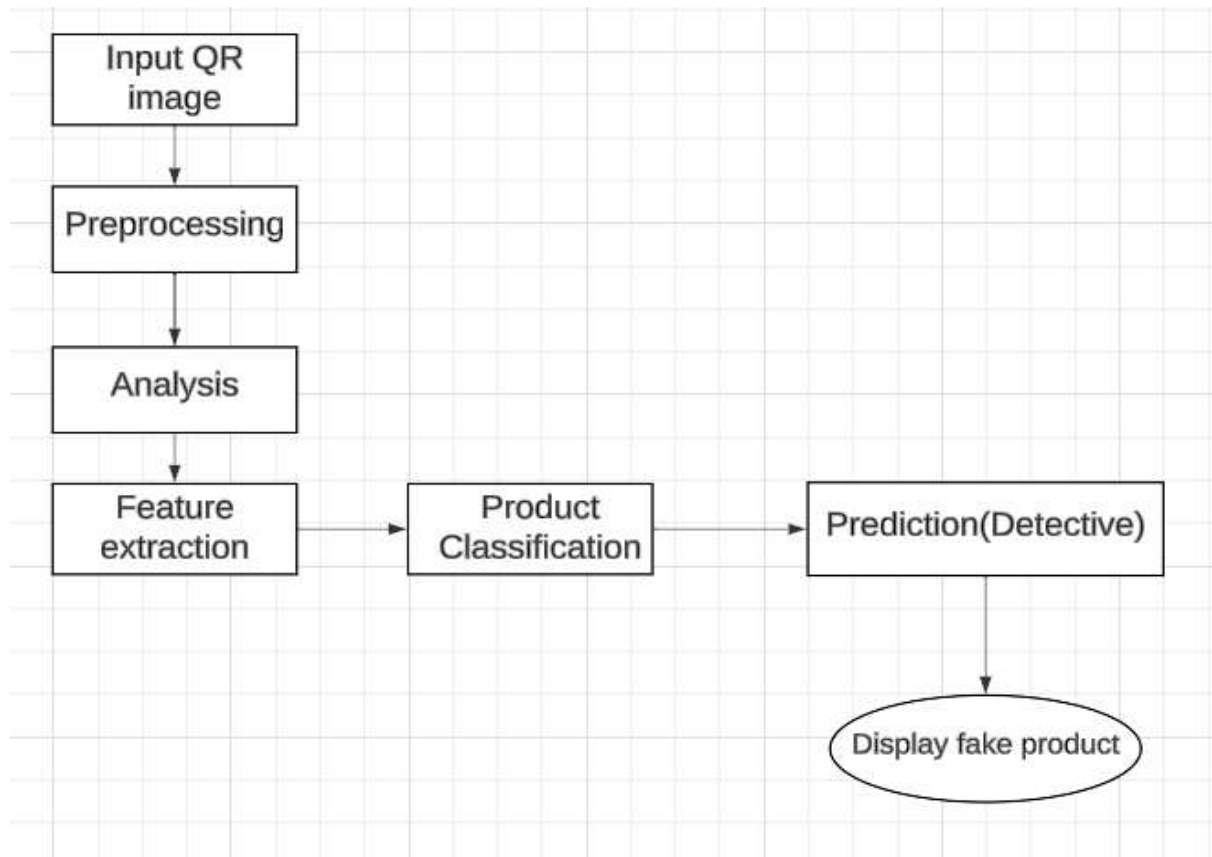 Input QR
image
Preprocessing
Analysis
Feature
extraction
Product
Classification
Prediction(Detective)
Display fake product